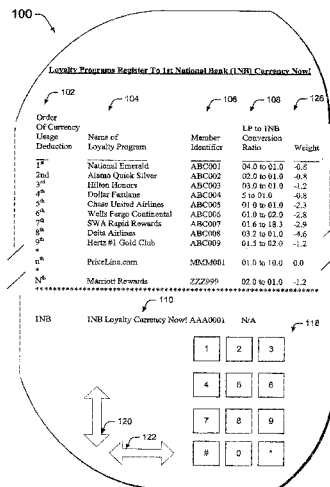 100
Loyalty Programs Register To 1st National Bank (INB) Currency Now!
102
104
106
108
126
Order
Of Currency
Usage
Deduction
Name of
Loyalty Program
Member
Identifier
LP to INB
Conversion
Ratio
Weight
1st National Emerald ABC001 04.0 to 01.0 -0.8
2nd Alamo Quick Silver ABC002 02.0 to 01.0 -0.8
3rd Hilton Honors ABC003 03.0 to 01.0 -1.2
4th Dollar Fastlane ABC004 5 to 01.0 -0.8
5th Chase United Airlines ABC005 01.0 to 01.0 -2.3
6th Wells Fargo Continental ABC006 01.0 to 02.0 -2.8
7th SWA Rapid Rewards ABC007 01.6 to 18.3 -2.9
8th Delta Airlines ABC008 03.2 to 01.0 -4.6
9th Hertz #1 Gold Club ABC009 01.5 to 02.0 -1.2
*
nth PriceLine.com MMM001 01.0 to 10.0 0.0
*
Nth Marriott Rewards ZZZ999 02.0 to 01.0 -1.2
110
INB INB Loyalty Currency Now! AAA0001 N/A
118
1 2 3
4 5 6
7 8 9
# 0 *
120
122